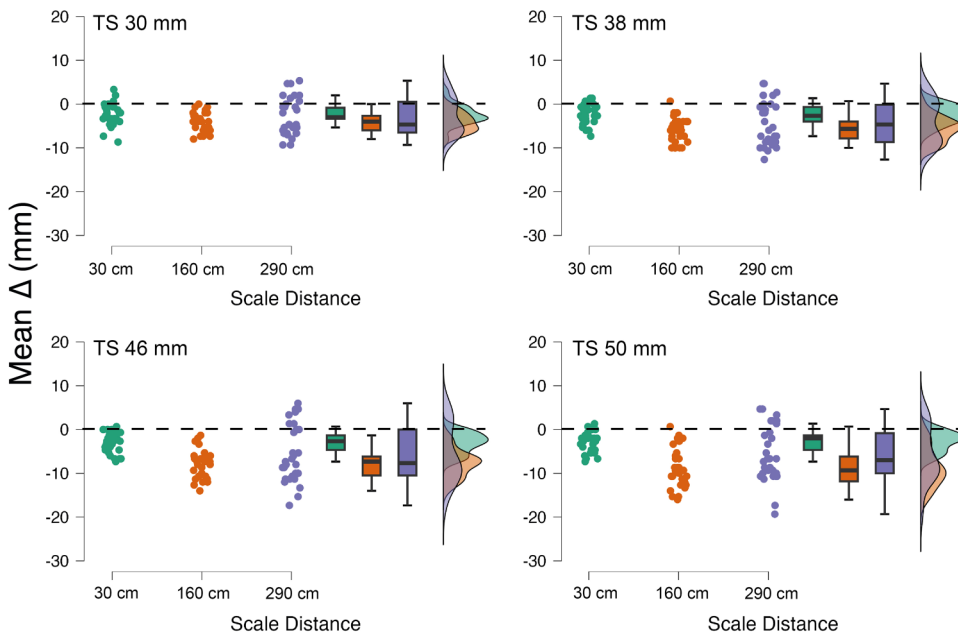 Mean Δ (mm)
TS 30 mm
20
10
0
-10
-20
-30
30 cm
160 cm
290 cm
Scale Distance
TS 38 mm
20
10
0
-10
-20
-30
30 cm
160 cm
290 cm
Scale Distance
TS 46 mm
20
10
0
-10
-20
-30
30 cm
160 cm
290 cm
Scale Distance
TS 50 mm
20
10
0
-10
-20
-30
30 cm
160 cm
290 cm
Scale Distance